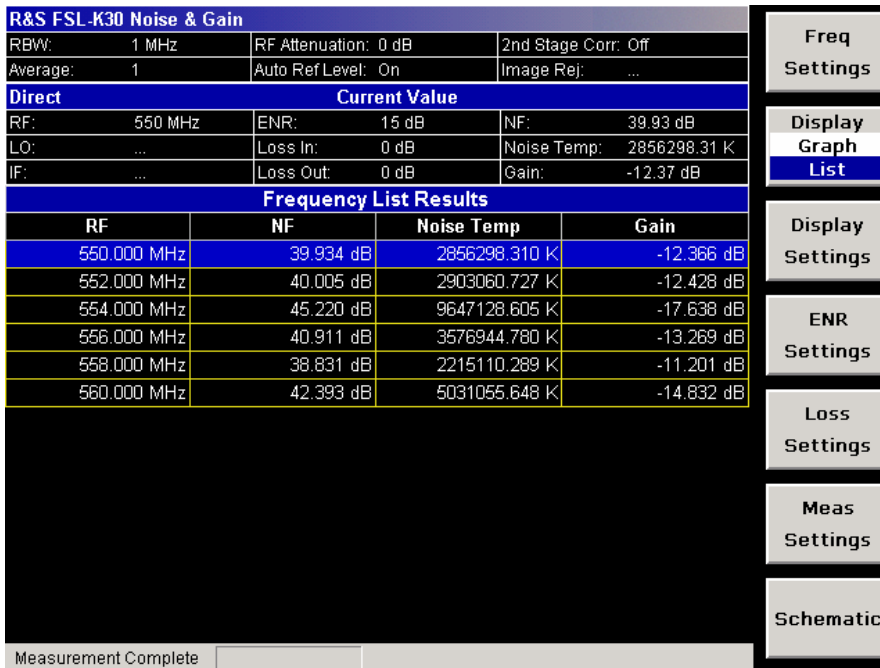 R&S FSL-K30 Noise & Gain
RBW: 1 MHz RF Attenuation: 0 dB 2nd Stage Corr: Off
Average: 1 Auto Ref Level: On Image Rej: ...
Direct Current Value
RF: 550 MHz ENR: 15 dB NF: 39.93 dB
LO: ... Loss In: 0 dB Noise Temp: 2856298.31 K
IF: ... Loss Out: 0 dB Gain: -12.37 dB
Frequency List Results
RF NF Noise Temp Gain
550.000 MHz 39.934 dB 2856298.310 K -12.366 dB
552.000 MHz 40.005 dB 2903060.727 K -12.428 dB
554.000 MHz 45.220 dB 9647128.605 K -17.638 dB
556.000 MHz 40.911 dB 3576944.780 K -13.269 dB
558.000 MHz 38.831 dB 2215110.289 K -11.201 dB
560.000 MHz 42.393 dB 5031055.648 K -14.832 dB
Measurement Complete
Freq
Settings
Display
Graph
List
Display
Settings
ENR
Settings
Loss
Settings
Meas
Settings
Schematic